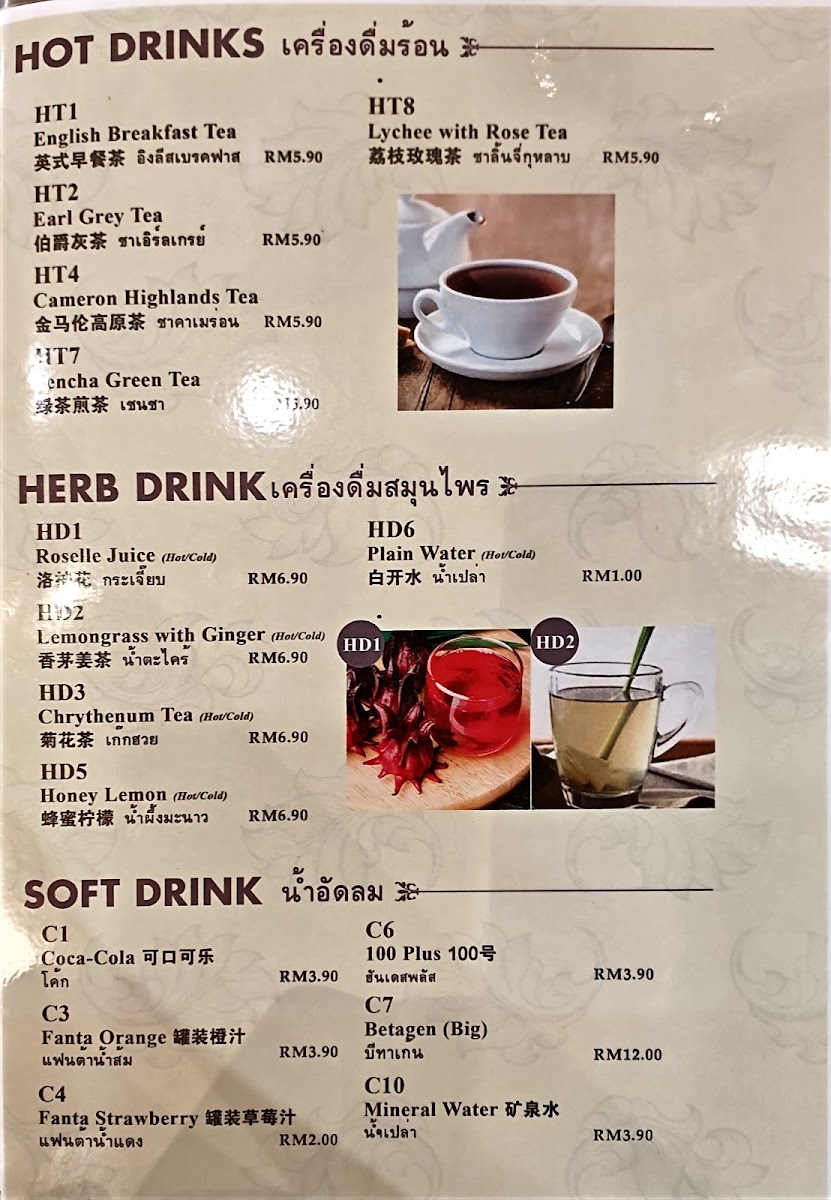 HOT DRINKS เครื่องดื่มร้อน
HT1
English Breakfast Tea
英式早餐茶 อิงลีสเบรคฟาส RM5.90
HT2
Earl Grey Tea
伯爵灰茶 ชาเอิร์ลเกรย์ RM5.90
HT4
Cameron Highlands Tea
金马伦高原茶 ชาคาเมร่อน RM5.90
HT7
Sencha Green Tea
绿茶煎茶 เซนชา
HT8
Lychee with Rose Tea
荔枝玫瑰茶 ชาลิ้นจี่กุหลาบ RM5.90
HERB DRINK เครื่องดื่มสมุนไพร
HD1
Roselle Juice (Hot/Cold)
洛神花 กระเจี๊ยบ RM6.90
HD2
Lemongrass with Ginger (Hot/Cold)
香茅姜茶 น้ำตะไคร้ RM6.90
HD3
Chrythenum Tea (Hot/Cold)
菊花茶 เก๊กฮวย RM6.90
HD5
Honey Lemon (Hot/Cold)
蜂蜜柠檬 น้ำผึ้งมะนาว RM6.90
HD6
Plain Water (Hot/Cold)
白开水 น้ำเปล่า RM1.00
HD1
HD2
SOFT DRINK น้ำอัดลม
C1
Coca-Cola 可口可乐
โค้ก RM3.90
C3
Fanta Orange 罐装橙汁
แฟนต้าน้ำส้ม RM3.90
C4
Fanta Strawberry 罐装草莓汁
แฟนต้าน้ำแดง RM2.00
C6
100 Plus 100号
ฮันเดสพลัส RM3.90
C7
Betagen (Big)
บีทาเก้น RM12.00
C10
Mineral Water 矿泉水
น้ำเปล่า RM3.90